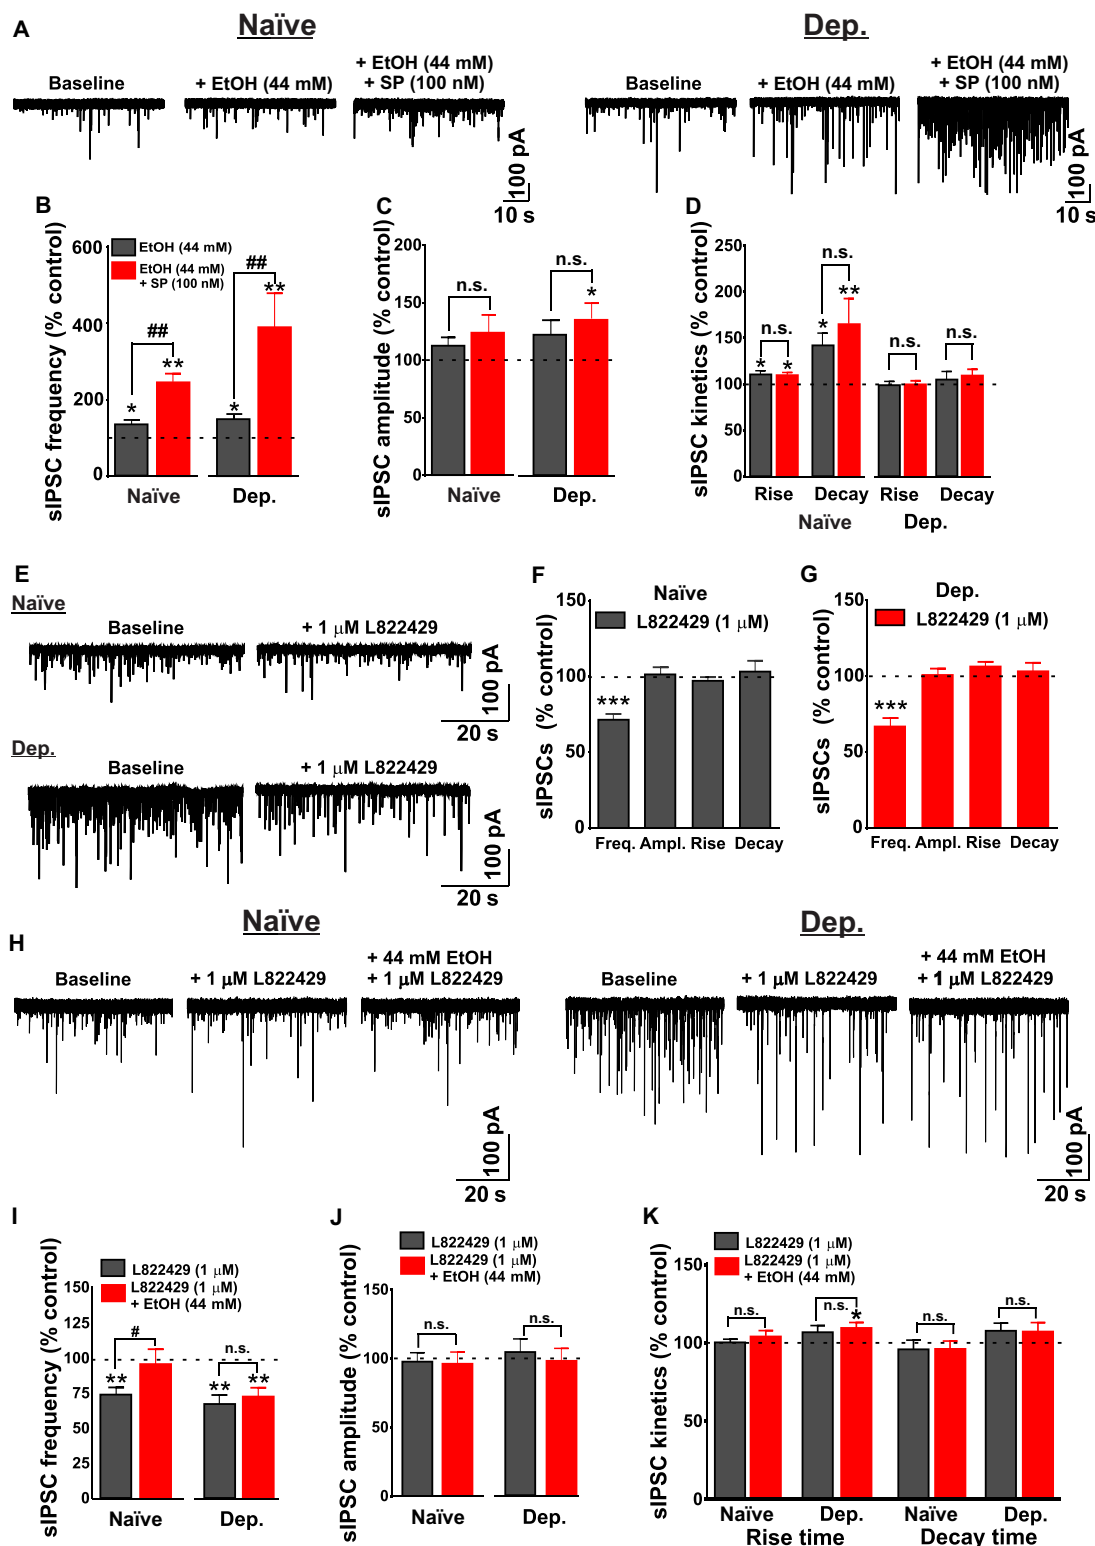 A
Naïve
Dep.
Baseline
+ EtOH (44 mM)
+ EtOH (44 mM)
+ SP (100 nM)
Baseline
+ EtOH (44 mM)
+ EtOH (44 mM)
+ SP (100 nM)
100 pA
10 s
100 pA
10 s
B
sIPSC frequency (% control)
600
400
200
0
EtOH (44 mM)
EtOH (44 mM)
+ SP (100 nM)
*
##
**
*
##
**
Naïve
Dep.
C
sIPSC amplitude (% control)
200
150
100
50
0
n.s.
n.s.
*
Naïve
Dep.
D
sIPSC kinetics (% control)
250
200
150
100
50
0
n.s.
*
*
n.s.
*
**
n.s.
n.s.
Rise
Decay
Rise
Decay
Naïve
Dep.
E
Naïve
Baseline
+ 1 µM L822429
100 pA
20 s
Dep.
Baseline
+ 1 µM L822429
100 pA
20 s
F
Naïve
L822429 (1 µM)
sIPSCs (% control)
150
100
50
0
***
Freq.
Ampl.
Rise
Decay
G
Dep.
L822429 (1 µM)
sIPSCs (% control)
150
100
50
0
***
Freq.
Ampl.
Rise
Decay
H
Naïve
Dep.
Baseline
+ 1 µM L822429
+ 44 mM EtOH
+ 1 µM L822429
Baseline
+ 1 µM L822429
+ 44 mM EtOH
+ 1 µM L822429
100 pA
20 s
100 pA
20 s
I
L822429 (1 µM)
L822429 (1 µM)
+ EtOH (44 mM)
sIPSC frequency (% control)
150
125
100
75
50
25
0
#
**
n.s.
**
**
Naïve
Dep.
J
L822429 (1 µM)
L822429 (1 µM)
+ EtOH (44 mM)
sIPSC amplitude (% control)
150
100
50
0
n.s.
n.s.
Naïve
Dep.
K
L822429 (1 µM)
L822429 (1 µM)
+ EtOH (44 mM)
sIPSC kinetics (% control)
150
100
50
0
n.s.
n.s.
*
n.s.
n.s.
Naïve
Dep.
Naïve
Dep.
Rise time
Decay time